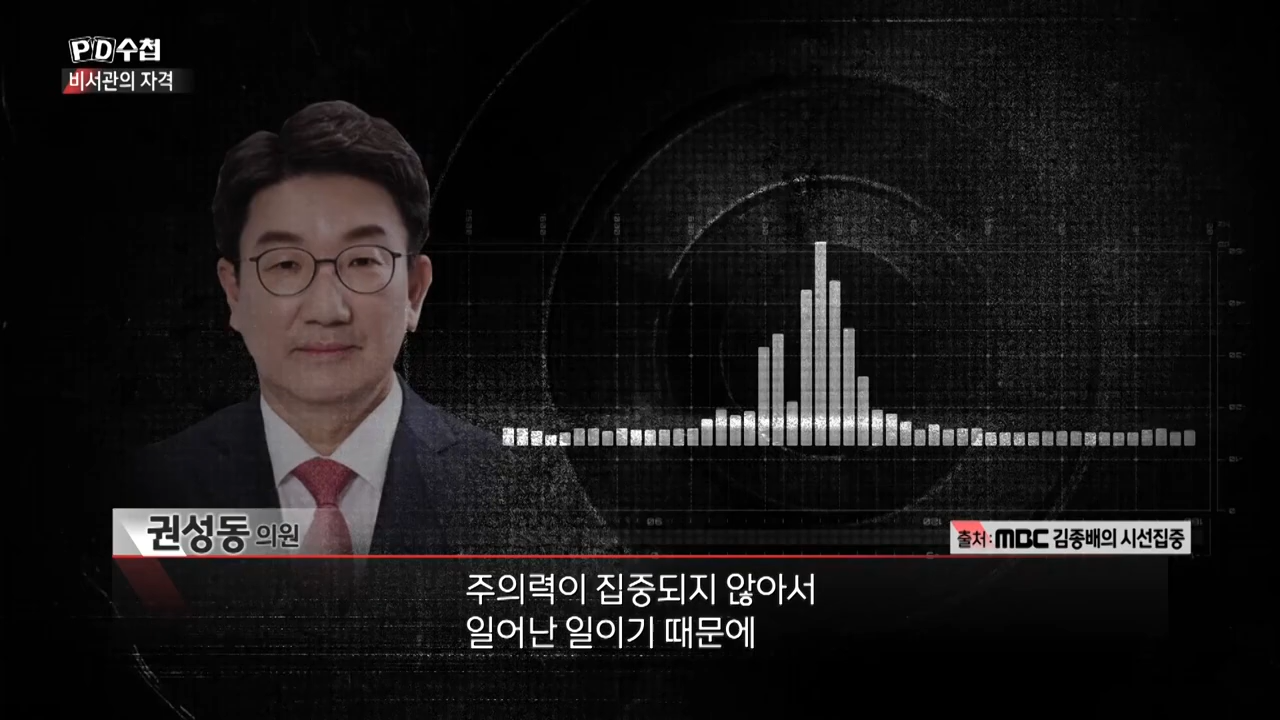 PD수첩
비서관의 자격
권성동 의원
출처: MBC 김종배의 시선집중
주의력이 집중되지 않아서
일어난 일이기 때문에